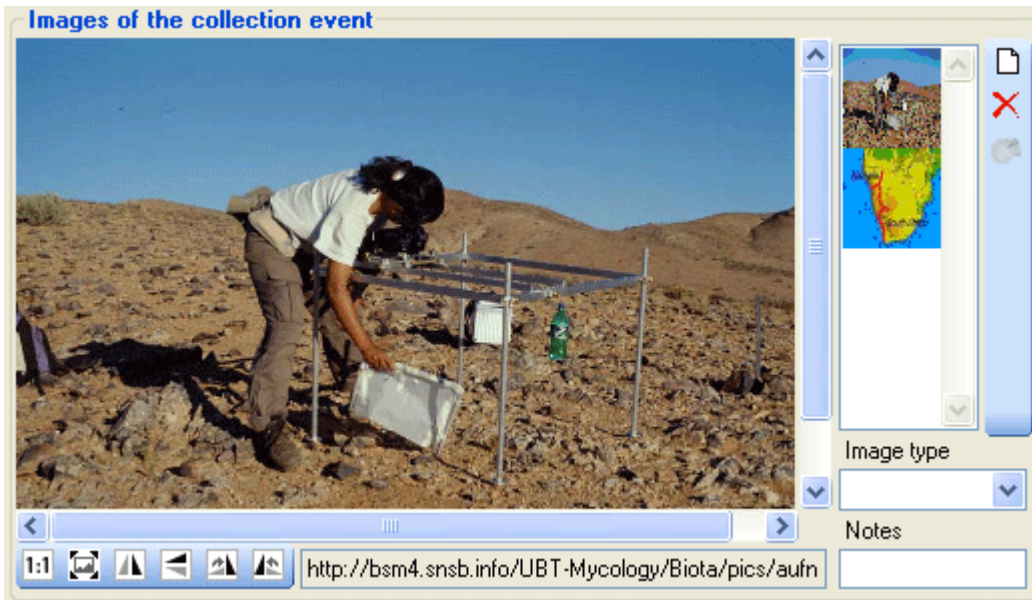 Images of the collection event
Image type
Notes
1:1
http://bsm4.snsb.info/UBT-Mycology/Biota/pics/aufn